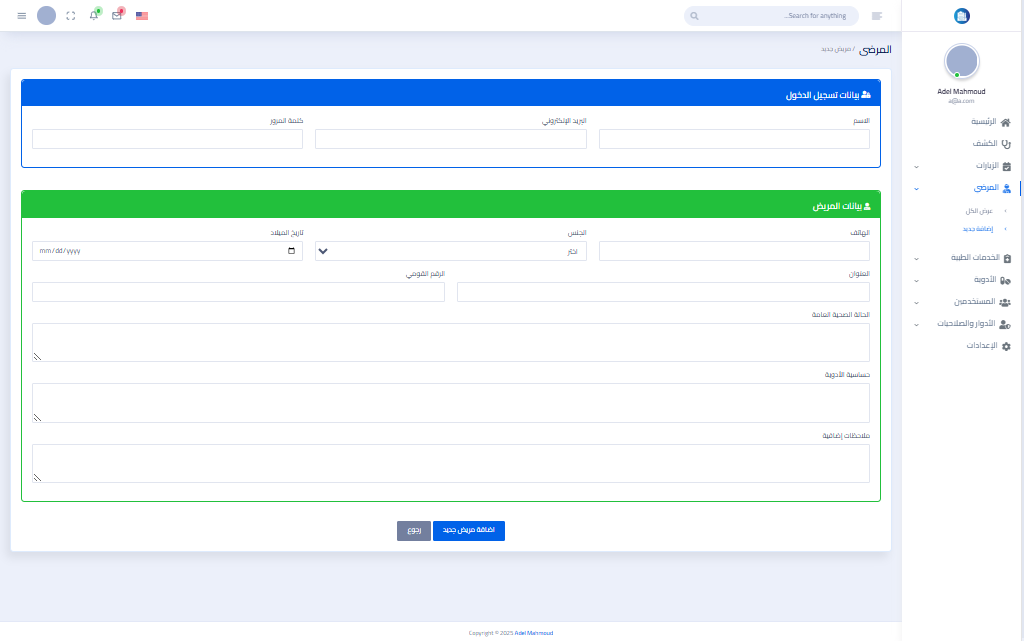 Search for anything...
المرضى / مريض جديد
Adel Mahmoud
a@a.com
الرئيسية
الكشف
الزيارات
المرضى
عرض الكل
إضافة جديد
الخدمات الطبية
الأدوية
المستخدمين
الأدوار والصلاحيات
الإعدادات
بيانات تسجيل الدخول
الاسم
البريد الإلكتروني
كلمة المرور
بيانات المريض
الهاتف
الجنس
تاريخ الميلاد
اختر
mm/dd/yyyy
العنوان
الرقم القومي
الحالة الصحية العامة
حساسية الأدوية
ملاحظات إضافية
اضافة مريض جديد
رجوع
Copyright © 2025 Adel Mahmoud